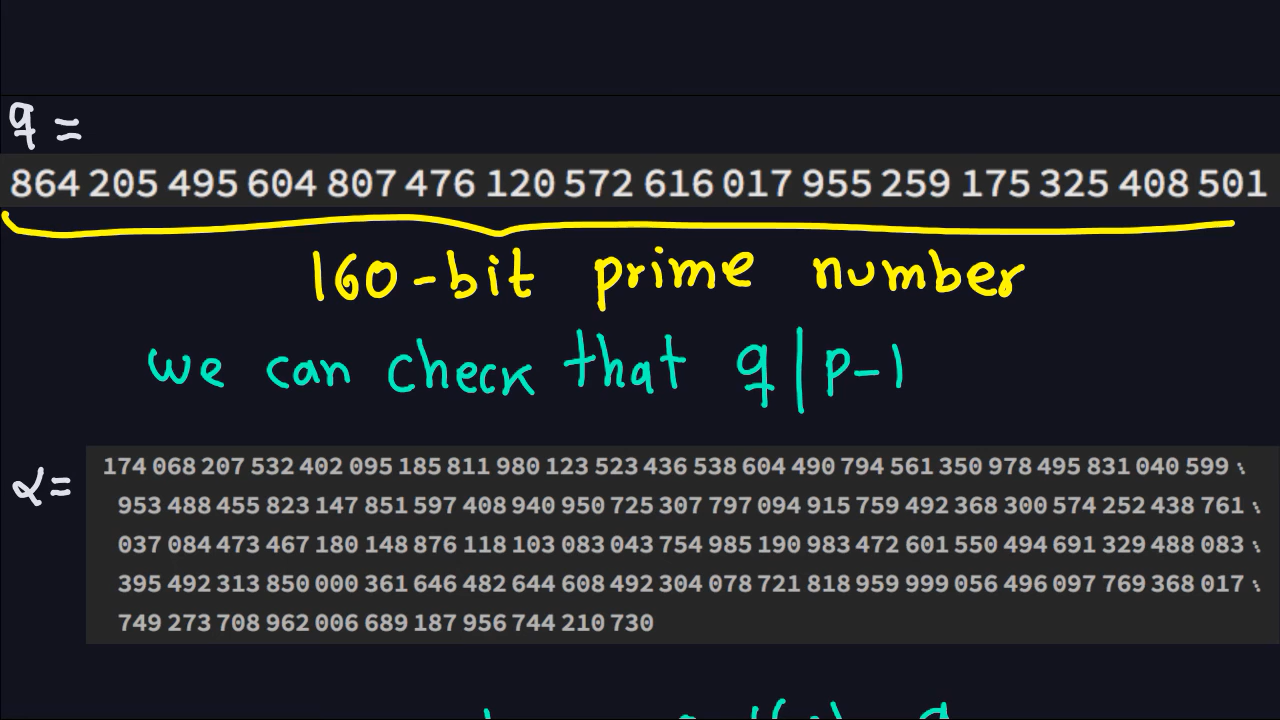 q =
864 205 495 604 807 476 120 572 616 017 955 259 175 325 408 501
160-bit prime number
we can check that q | p-1
α =
174 068 207 532 402 095 185 811 980 123 523 436 538 604 490 794 561 350 978 495 831 040 599 \
953 488 455 823 147 851 597 408 940 950 725 307 797 094 915 759 492 368 300 574 252 438 761 \
037 084 473 467 180 148 876 118 103 083 043 754 985 190 983 472 601 550 494 691 329 488 083 \
395 492 313 850 000 361 646 482 644 608 492 304 078 721 818 959 999 056 496 097 769 368 017 \
749 273 708 962 006 689 187 956 744 210 730